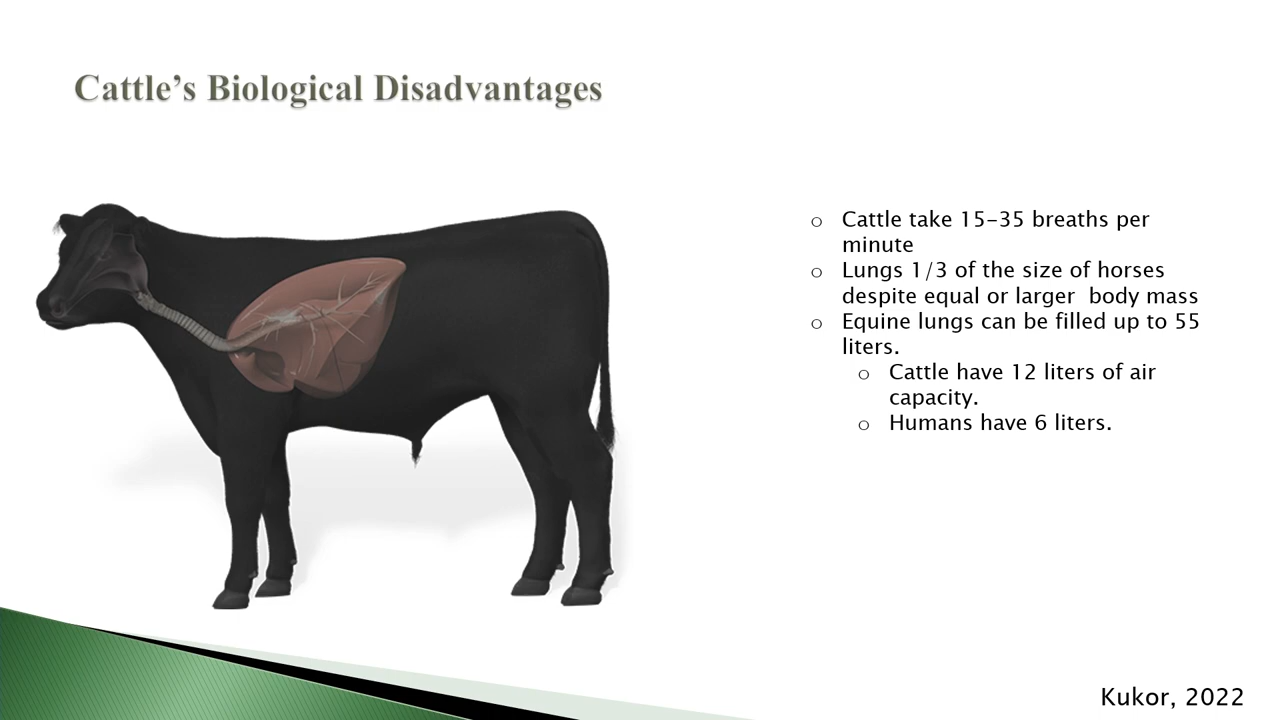 Cattle’s Biological Disadvantages
o Cattle take 15–35 breaths per
minute
o Lungs 1/3 of the size of horses
despite equal or larger  body mass
o Equine lungs can be filled up to 55
liters.
o Cattle have 12 liters of air
capacity.
o Humans have 6 liters.
Kukor, 2022